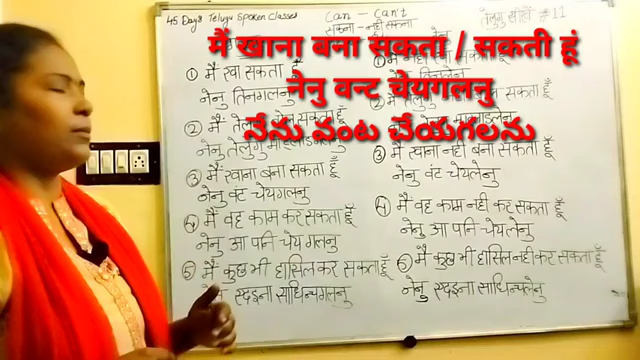 45 Days Telugu Spoken Classes
Can - Can't
सकना - नही सकना
तेलुगु सीखें #11
मैं खाना बना सकता / सकती हूं
नेनु वन्ट चेयगलनु
నేను వంట చేయగలను
① मैं खा सकता हूँ
नेनु तिनगलनु
②
③ मैं खाना बना सकता हूँ
नेनु वंट चेयगलनु
④ मैं वह काम कर सकता हूँ
नेनु आ पनि चेयगलनु
⑤ मैं कुछ भी हासिल कर सकता हूँ
साधिन्चगलनु
③ मैं खाना नही बना सकता हूँ
नेनु वंट चेयलेनु
④ मैं वह काम नही कर सकता हूँ
नेनु आ पनि चेयलेनु
⑤ मैं कुछ भी हासिल नही कर सकता हूँ
नेनु एदइना साधिन्चलेनु